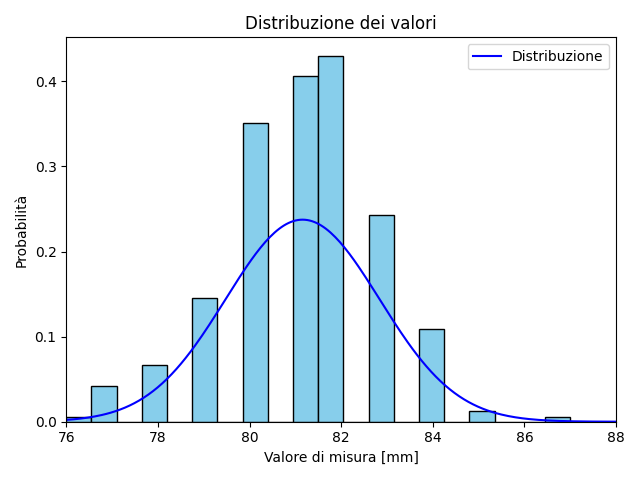 Distribuzione dei valori
Distribuzione
Probabilità
0.4
0.3
0.2
0.1
0.0
76 78 80 82 84 86 88
Valore di misura [mm]